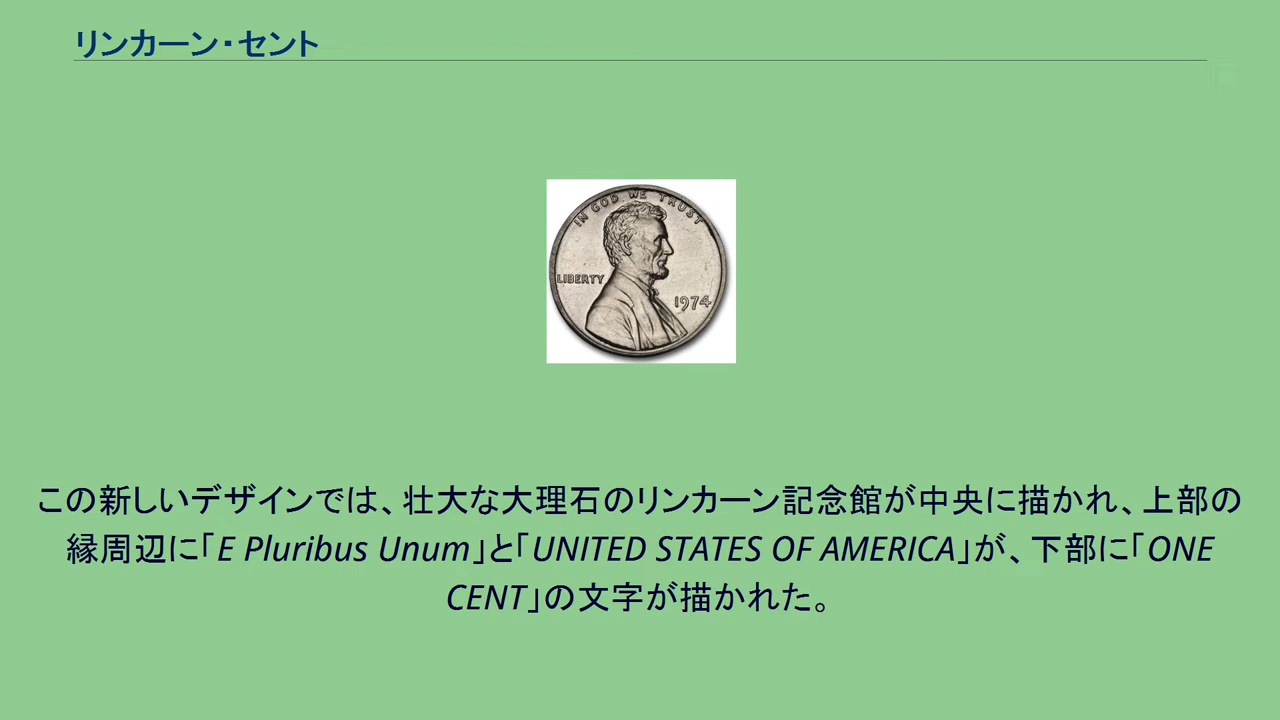 リンカーン・セント
IN GOD WE TRUST
LIBERTY
1974
この新しいデザインでは、壮大な大理石のリンカーン記念館が中央に描かれ、上部の
縁周辺に「E Pluribus Unum」と「UNITED STATES OF AMERICA」が、下部に「ONE
CENT」の文字が描かれた。